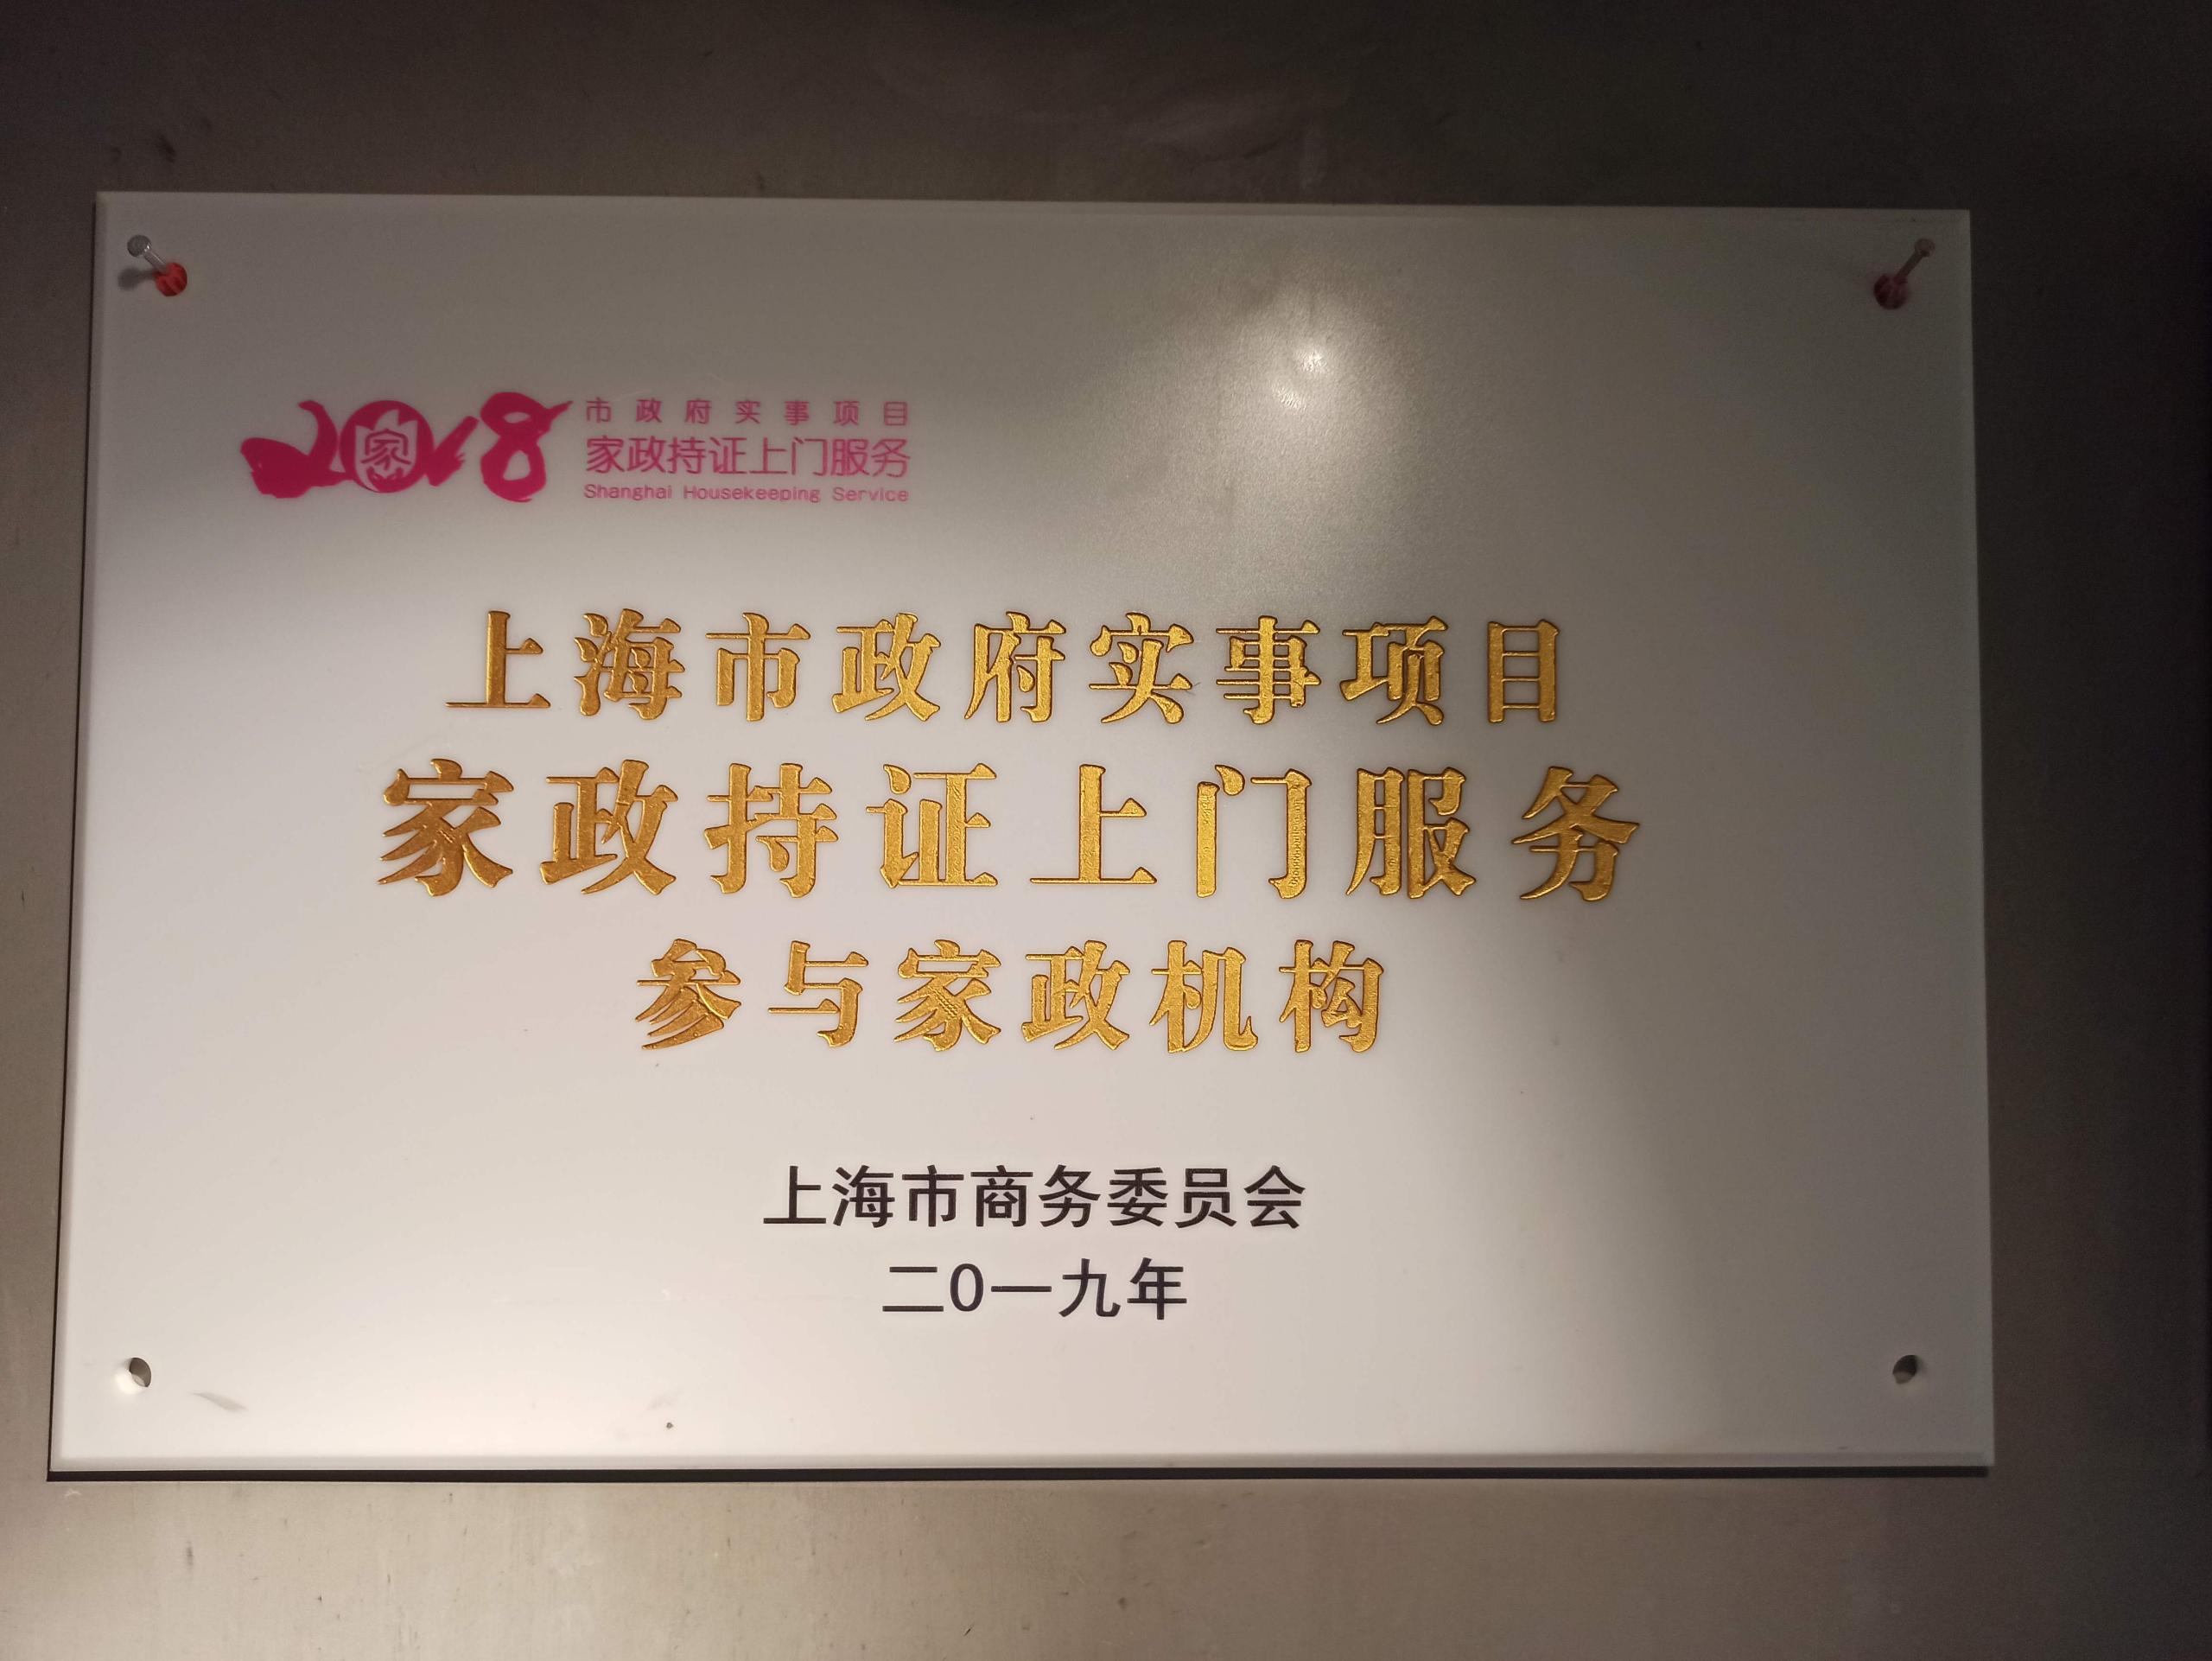 2018
市政府实事项目
家政持证上门服务
Shanghai Housekeeping Service
上海市政府实事项目
家政持证上门服务
参与家政机构
上海市商务委员会
二0一九年